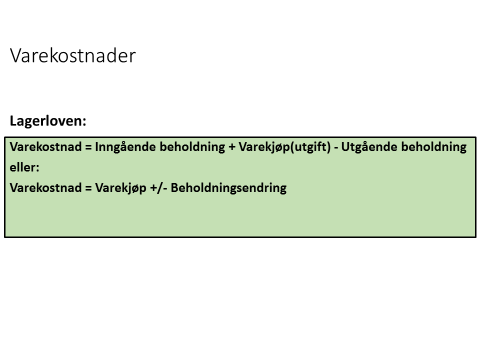 Varekostnader
Lagerloven:
Varekostnad = Inngående beholdning + Varekjøp(utgift) - Utgående beholdning
eller:
Varekostnad = Varekjøp +/- Beholdningsendring